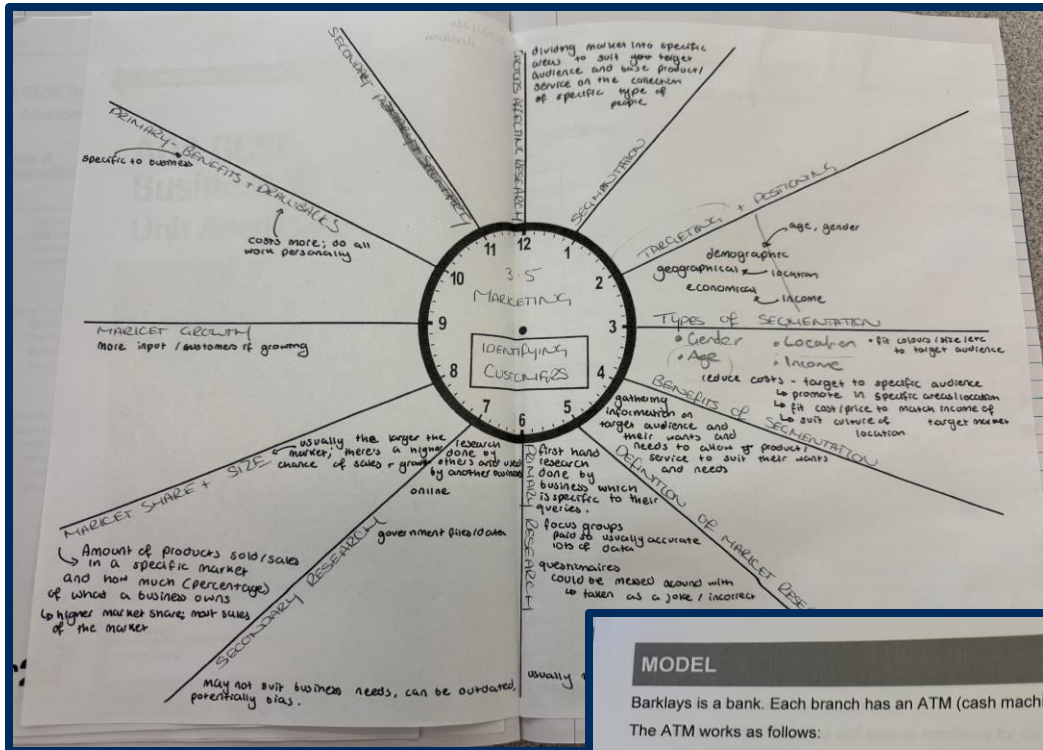 SEGMENTATION
dividing market into specific
areas to suit target
audience and base product/
service on the collection
of specific type of
people
TARGETING + POSITIONING
age, gender
demographic
geographical
location
economical
income
TYPES OF SEGMENTATION
• Gender
• Age
• Location
• Income
• fit colours/size/etc
to target audience
BENEFITS OF SEGMENTATION
reduce costs - target to specific audience
↳ promote in specific areas/location
↳ fit cost/price to match income of
target market
↳ suit culture of
location
DEFINITION OF MARKET
gathering
information on
target audience and
their wants and
needs to allow product/
service to suit their wants
and needs
PRIMARY RESEARCH
first hand
research
done by
business which
is specific to their
queries.
focus groups
paid so usually accurate
lots of data
questionaires
could be messed around with
↳ taken as a joke / incorrect
usually
SECONDARY RESEARCH
research
done by
others and used
by another business
online
government files/data
may not suit business needs, can be outdated,
potentially bias.
MARKET SHARE + SIZE
usually the larger the
market; there's a higher
chance of sales + growth
↳ Amount of products sold/sales
in a specific market
and how much (percentage)
of what a business owns
↳ higher market share; most sales
of the market
MARKET GROWTH
more input / customers if growing
PRIMARY - BENEFITS + DRAWBACKS
specific to business
costs more; do all
work personally
SECONDARY
FACTORS AFFECTING RESEARCH
12
1
2
3
4
5
6
7
8
9
10
11
3.5
MARKETING
IDENTIFYING
CUSTOMERS
MODEL
Barklays is a bank. Each branch has an ATM (cash machi
The ATM works as follows: